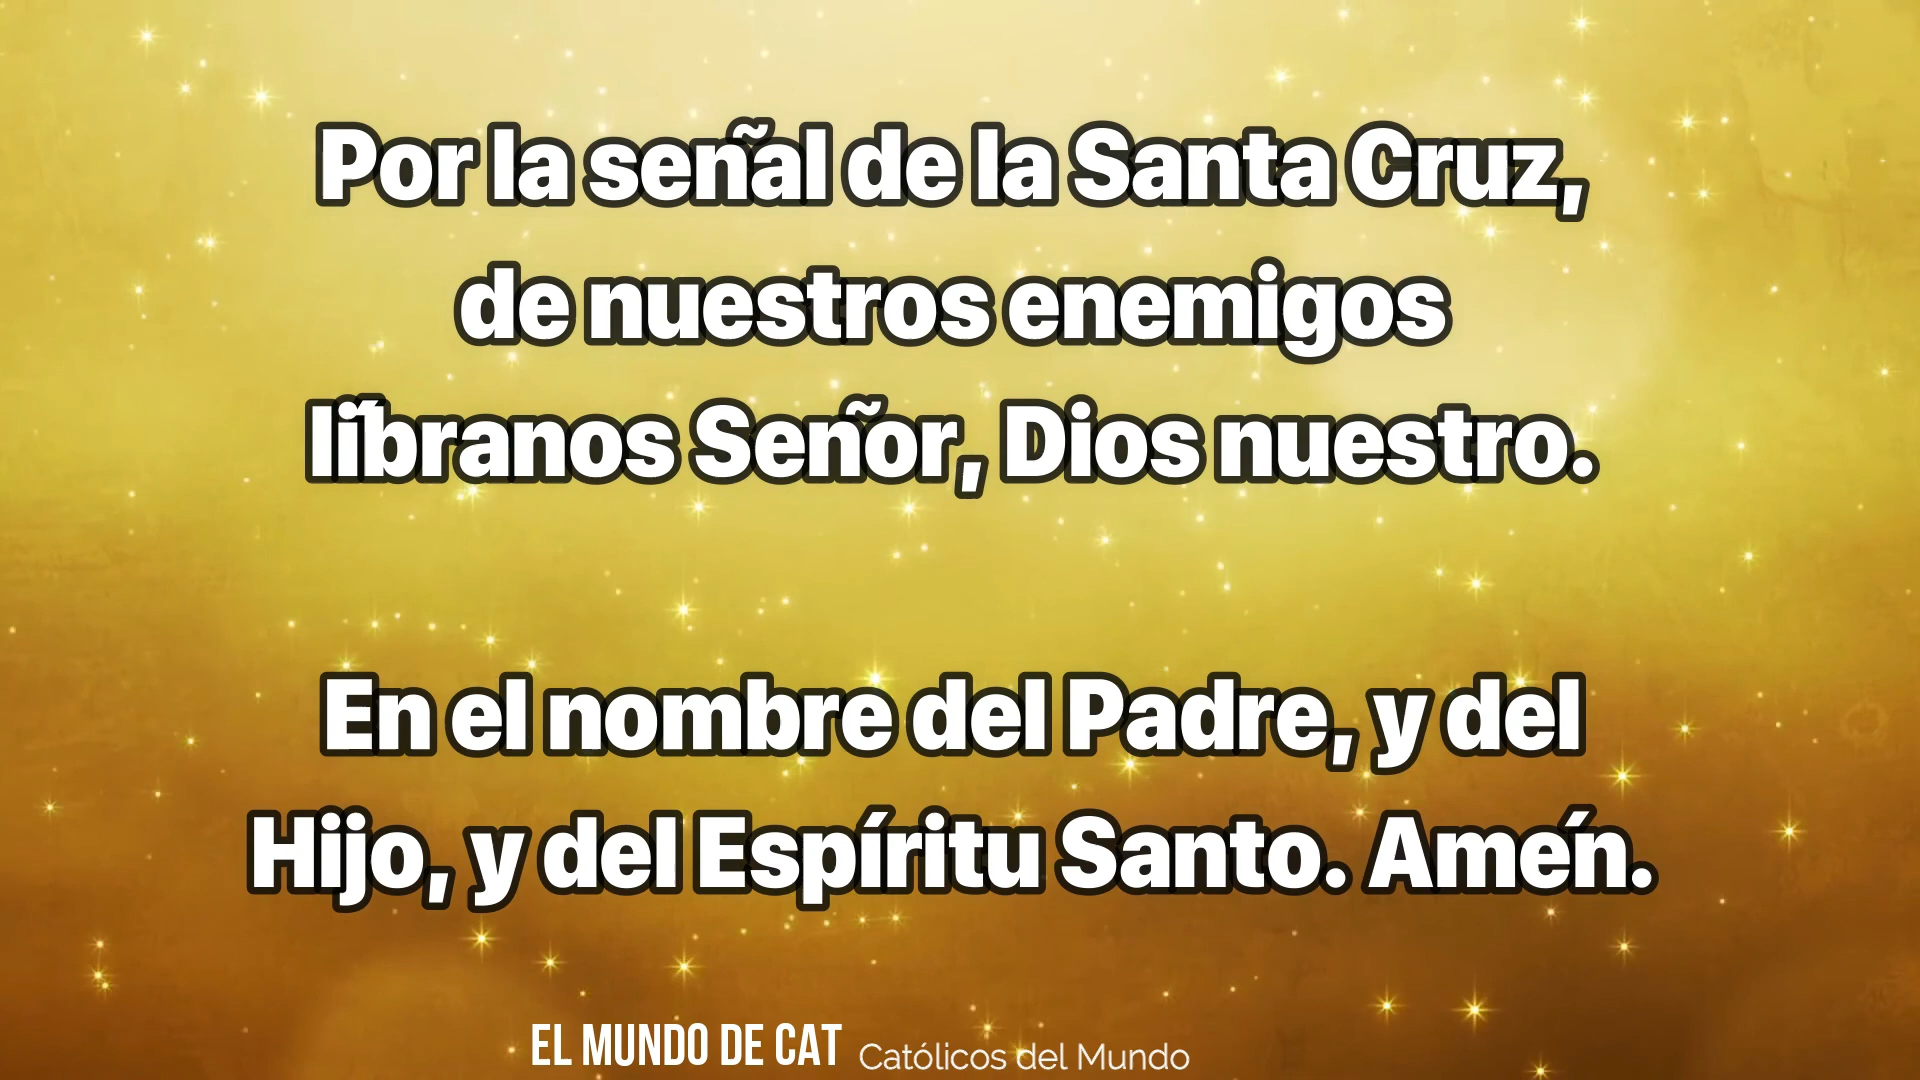 Por la señal de la Santa Cruz,
de nuestros enemigos
líbranos Señor, Dios nuestro.
En el nombre del Padre, y del
Hijo, y del Espíritu Santo. Amén.
EL MUNDO DE CAT Católicos del Mundo